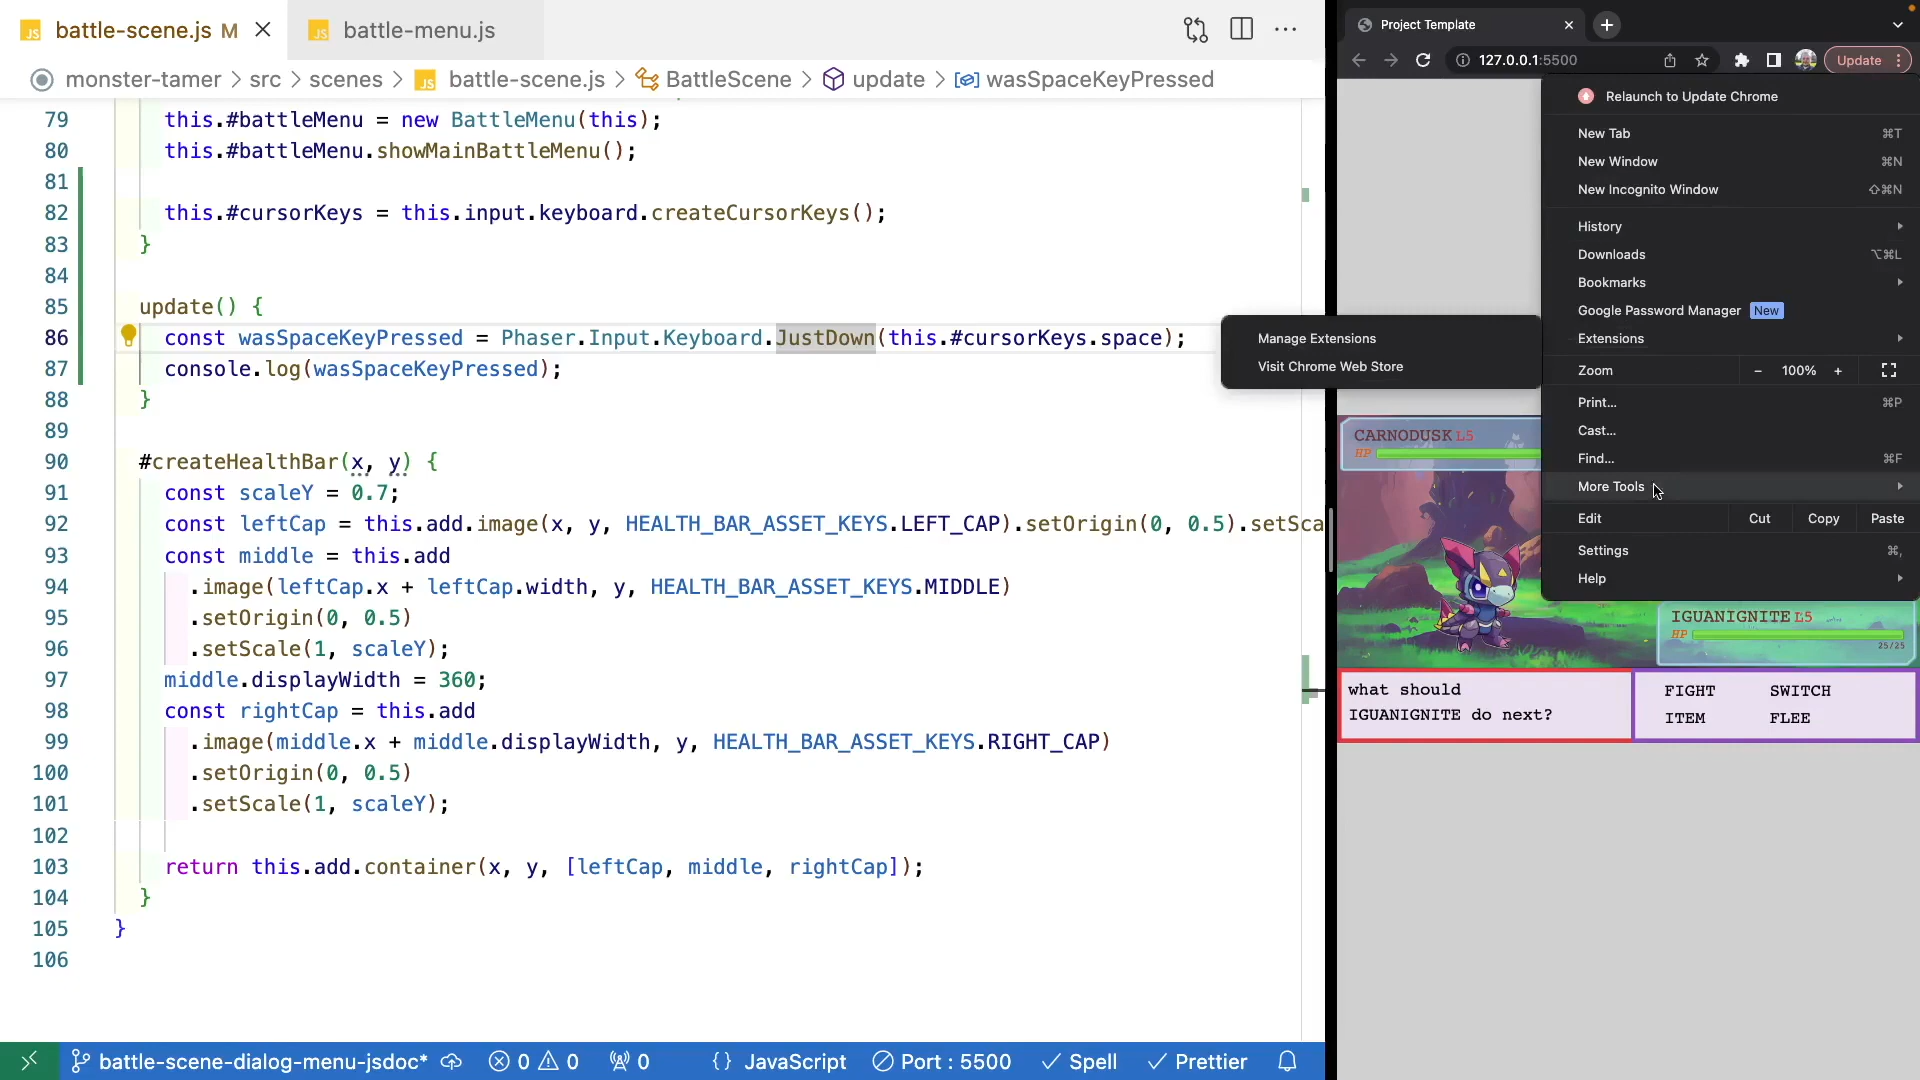 battle-scene.js M
battle-menu.js
monster-tamer > src > scenes > battle-scene.js > BattleScene > update > wasSpaceKeyPressed
79 this.#battleMenu = new BattleMenu(this);
80 this.#battleMenu.showMainBattleMenu();
81
82 this.#cursorKeys = this.input.keyboard.createCursorKeys();
83 }
84
85 update() {
86 const wasSpaceKeyPressed = Phaser.Input.Keyboard.JustDown(this.#cursorKeys.space);
87 console.log(wasSpaceKeyPressed);
88 }
89
90 #createHealthBar(x, y) {
91 const scaleY = 0.7;
92 const leftCap = this.add.image(x, y, HEALTH_BAR_ASSET_KEYS.LEFT_CAP).setOrigin(0, 0.5).setSca
93 const middle = this.add
94 .image(leftCap.x + leftCap.width, y, HEALTH_BAR_ASSET_KEYS.MIDDLE)
95 .setOrigin(0, 0.5)
96 .setScale(1, scaleY);
97 middle.displayWidth = 360;
98 const rightCap = this.add
99 .image(middle.x + middle.displayWidth, y, HEALTH_BAR_ASSET_KEYS.RIGHT_CAP)
100 .setOrigin(0, 0.5)
101 .setScale(1, scaleY);
102
103 return this.add.container(x, y, [leftCap, middle, rightCap]);
104 }
105 }
106
battle-scene-dialog-menu-jsdoc* 0 0 0 {} JavaScript Port : 5500 Spell Prettier
Project Template
127.0.0.1:5500 Update
Relaunch to Update Chrome
New Tab ⌘T
New Window ⌘N
New Incognito Window ⇧⌘N
History
Downloads ⌥⌘L
Bookmarks
Google Password Manager New
Extensions
Manage Extensions
Visit Chrome Web Store
Zoom − 100% +
Print... ⌘P
Cast...
Find... ⌘F
More Tools
Edit Cut Copy Paste
Settings ⌘,
Help
CARNODUSK L5
HP
IGUANIGNITE L5
HP
25/25
what should
IGUANIGNITE do next?
FIGHT SWITCH
ITEM FLEE